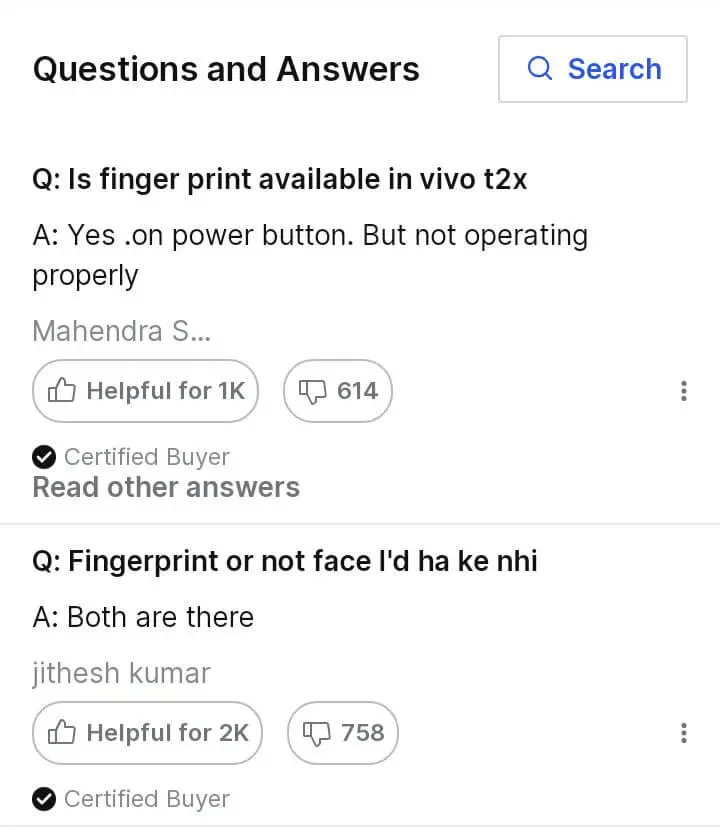 Questions and Answers
Search
Q: Is finger print available in vivo t2x
A: Yes .on power button. But not operating
properly
Mahendra S...
Helpful for 1K
614
Certified Buyer
Read other answers
Q: Fingerprint or not face I'd ha ke nhi
A: Both are there
jithesh kumar
Helpful for 2K
758
Certified Buyer